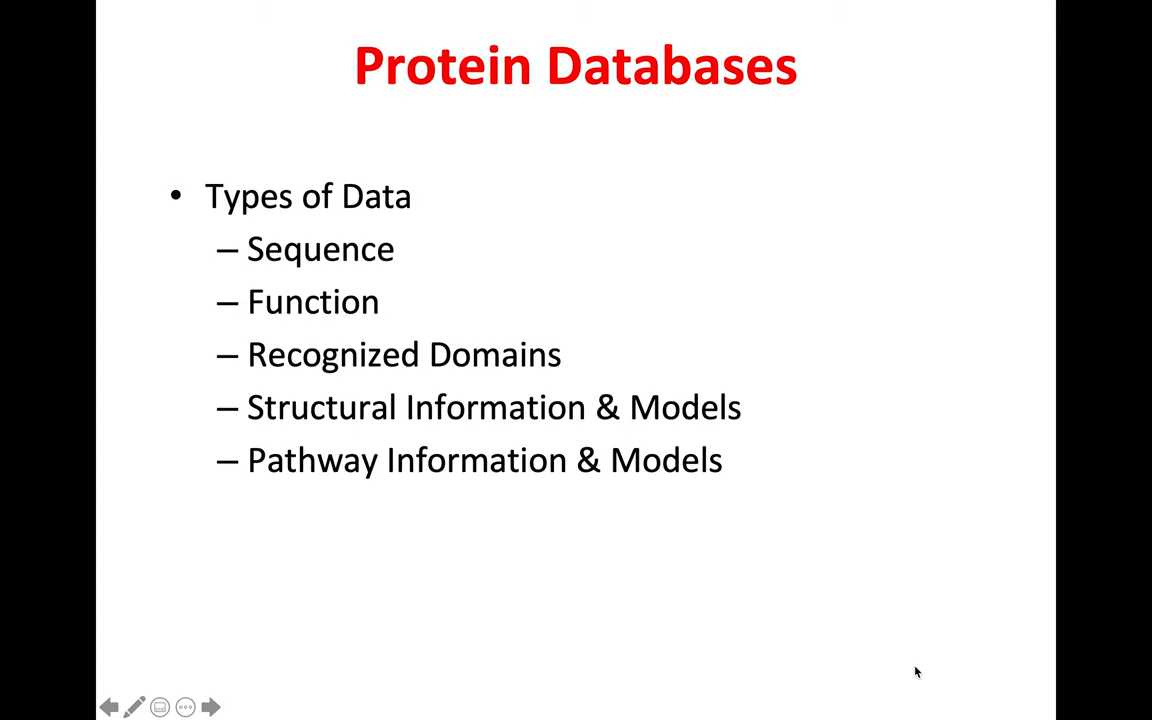 Protein Databases
• Types of Data
– Sequence
– Function
– Recognized Domains
– Structural Information & Models
– Pathway Information & Models